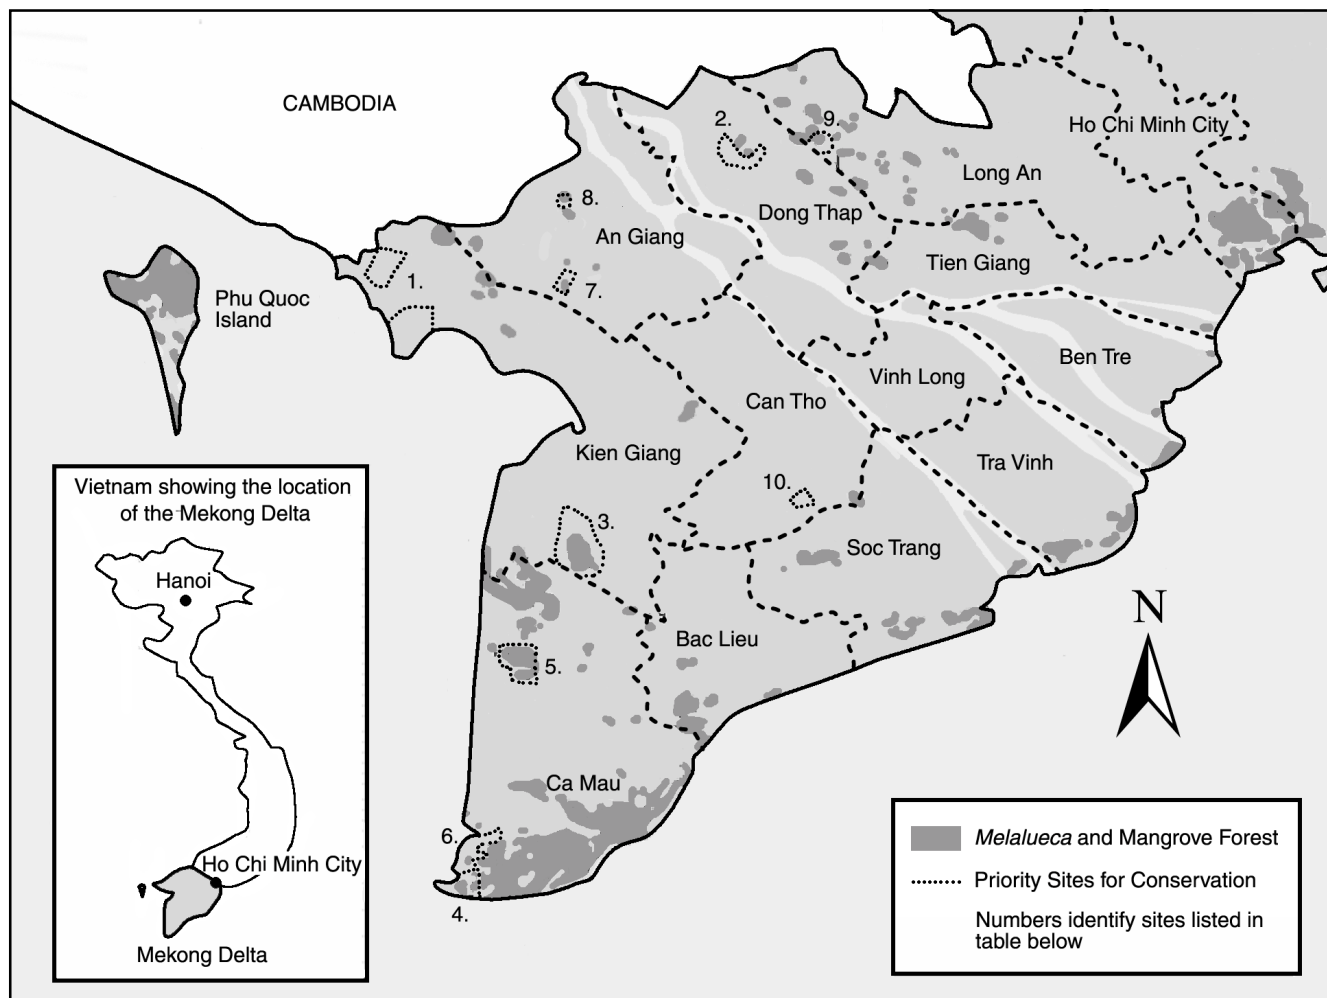 CAMBODIA
Ho Chi Minh City
2.
9.
Long An
8.
Dong Thap
An Giang
Tien Giang
1.
7.
Phu Quoc
Island
Ben Tre
Vinh Long
Can Tho
Kien Giang
Tra Vinh
10.
3.
Soc Trang
Bac Lieu
5.
Ca Mau
6.
4.
N
Vietnam showing the location
of the Mekong Delta
Hanoi
Ho Chi Minh City
Mekong Delta
Melalueca and Mangrove Forest
Priority Sites for Conservation
Numbers identify sites listed in
table below